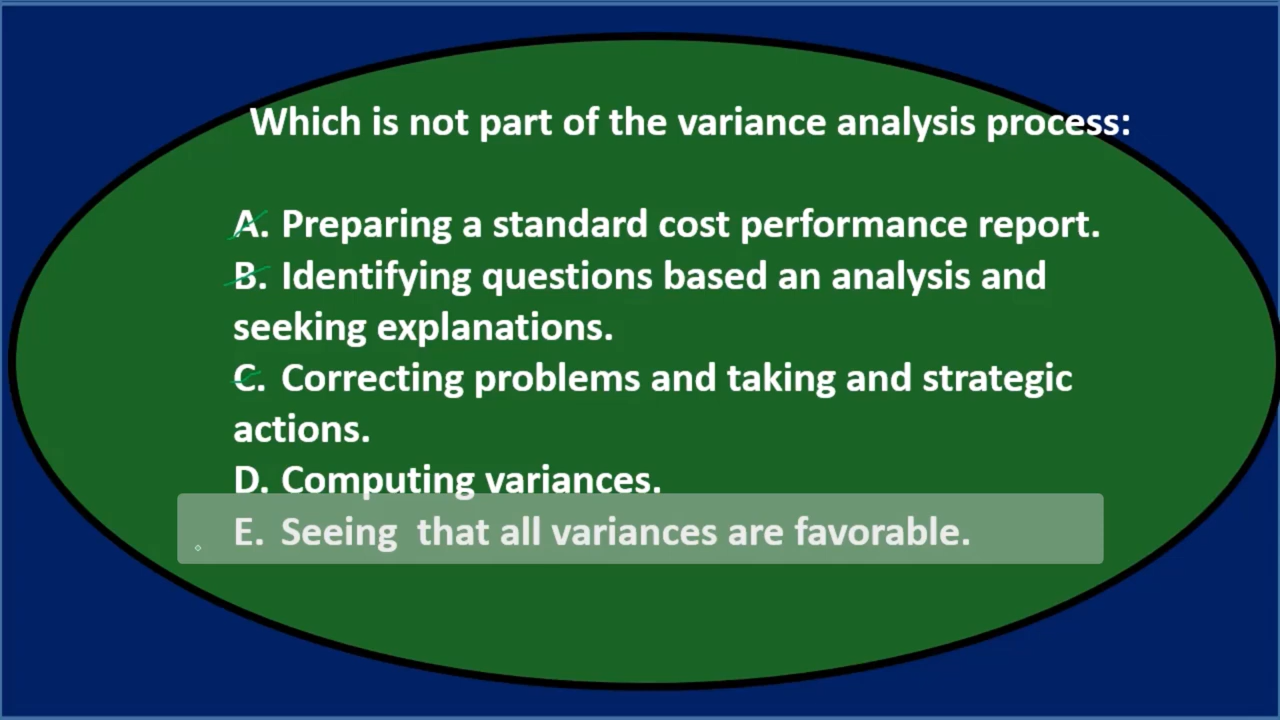 Which is not part of the variance analysis process:
A. Preparing a standard cost performance report.
B. Identifying questions based an analysis and
seeking explanations.
C. Correcting problems and taking and strategic
actions.
D. Computing variances.
E. Seeing that all variances are favorable.